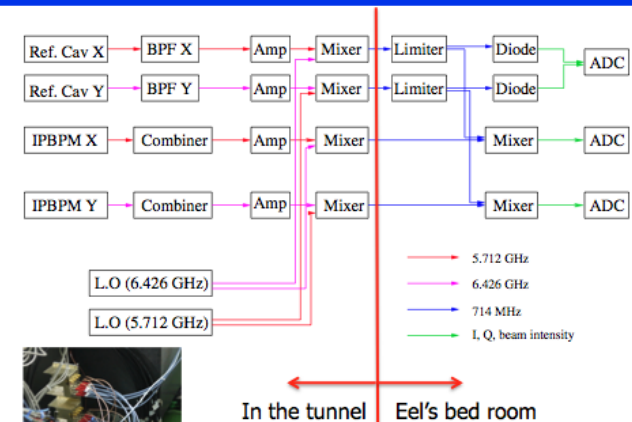 Ref. Cav X BPF X Amp Mixer Limiter Diode ADC
Ref. Cav Y BPF Y Amp Mixer Limiter Diode
IPBPM X Combiner Amp Mixer Mixer ADC
IPBPM Y Combiner Amp Mixer Mixer ADC
L.O (6.426 GHz)
L.O (5.712 GHz)
5.712 GHz
6.426 GHz
714 MHz
I, Q, beam intensity
In the tunnel Eel's bed room